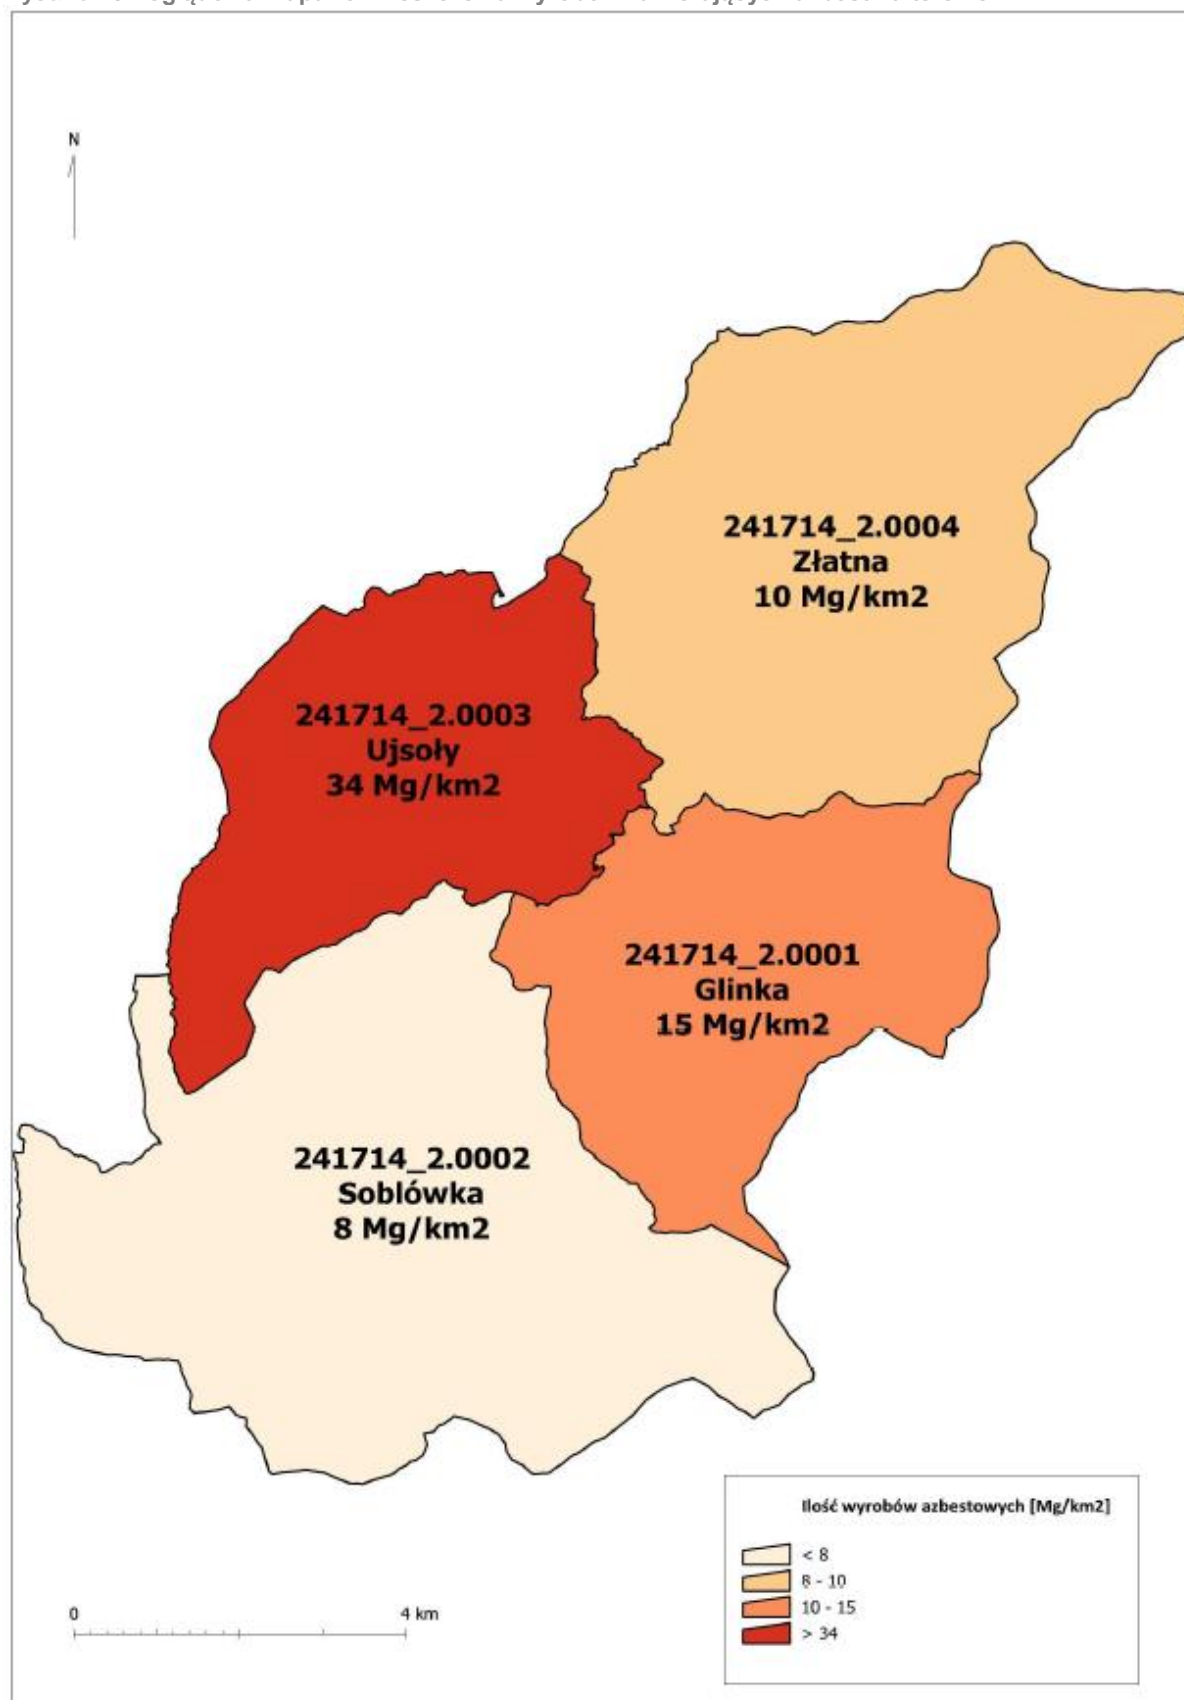 N
241714_2.0004
Złatna
10 Mg/km2
241714_2.0003
Ujsoły
34 Mg/km2
241714_2.0001
Glinka
15 Mg/km2
241714_2.0002
Soblówka
8 Mg/km2
Ilość wyrobów azbestowych [Mg/km2]
< 8
8 - 10
10 - 15
> 34
0 4 km